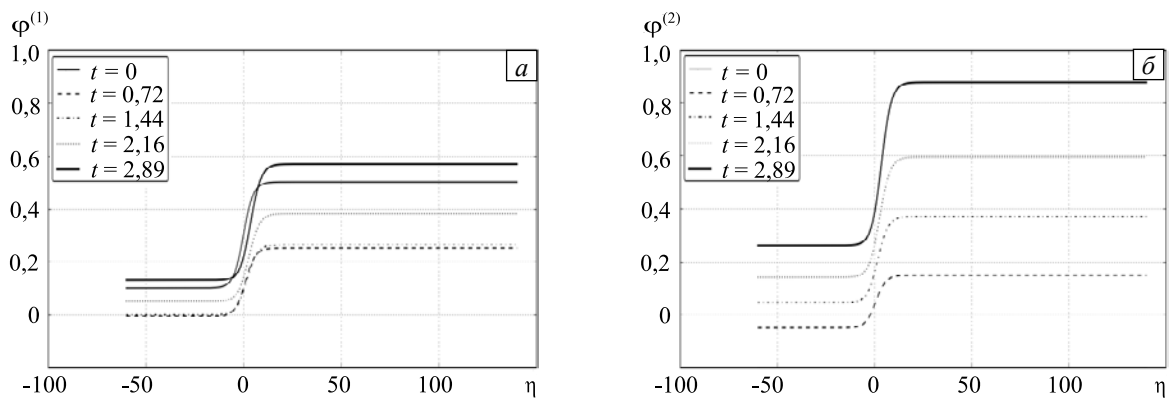 φ(1)
1,0
0,8
0,6
0,4
0,2
0
-100
-50
0
50
100
η
t = 0
t = 0,72
t = 1,44
t = 2,16
t = 2,89
а
φ(2)
1,0
0,8
0,6
0,4
0,2
0
-100
-50
0
50
100
η
t = 0
t = 0,72
t = 1,44
t = 2,16
t = 2,89
б